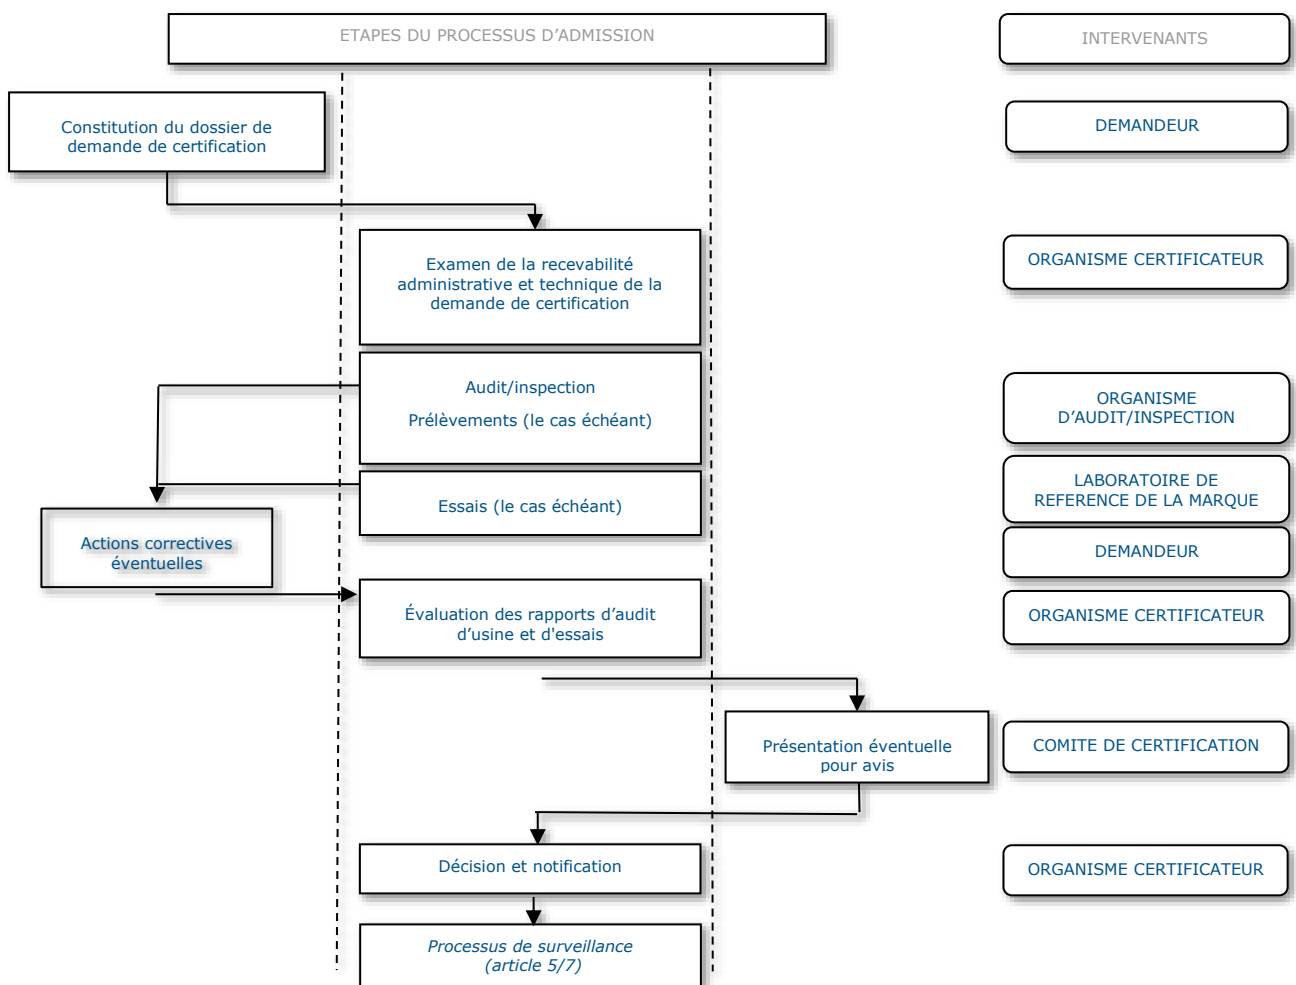 ETAPES DU PROCESSUS D’ADMISSION
INTERVENANTS
Constitution du dossier de
demande de certification
DEMANDEUR
Examen de la recevabilité
administrative et technique de la
demande de certification
ORGANISME CERTIFICATEUR
Audit/inspection
Prélèvements (le cas échéant)
ORGANISME
D’AUDIT/INSPECTION
Essais (le cas échéant)
LABORATOIRE DE
REFERENCE DE LA MARQUE
Actions correctives
éventuelles
DEMANDEUR
Évaluation des rapports d’audit
d’usine et d'essais
ORGANISME CERTIFICATEUR
Présentation éventuelle
pour avis
COMITE DE CERTIFICATION
Décision et notification
ORGANISME CERTIFICATEUR
Processus de surveillance
(article 5/7)